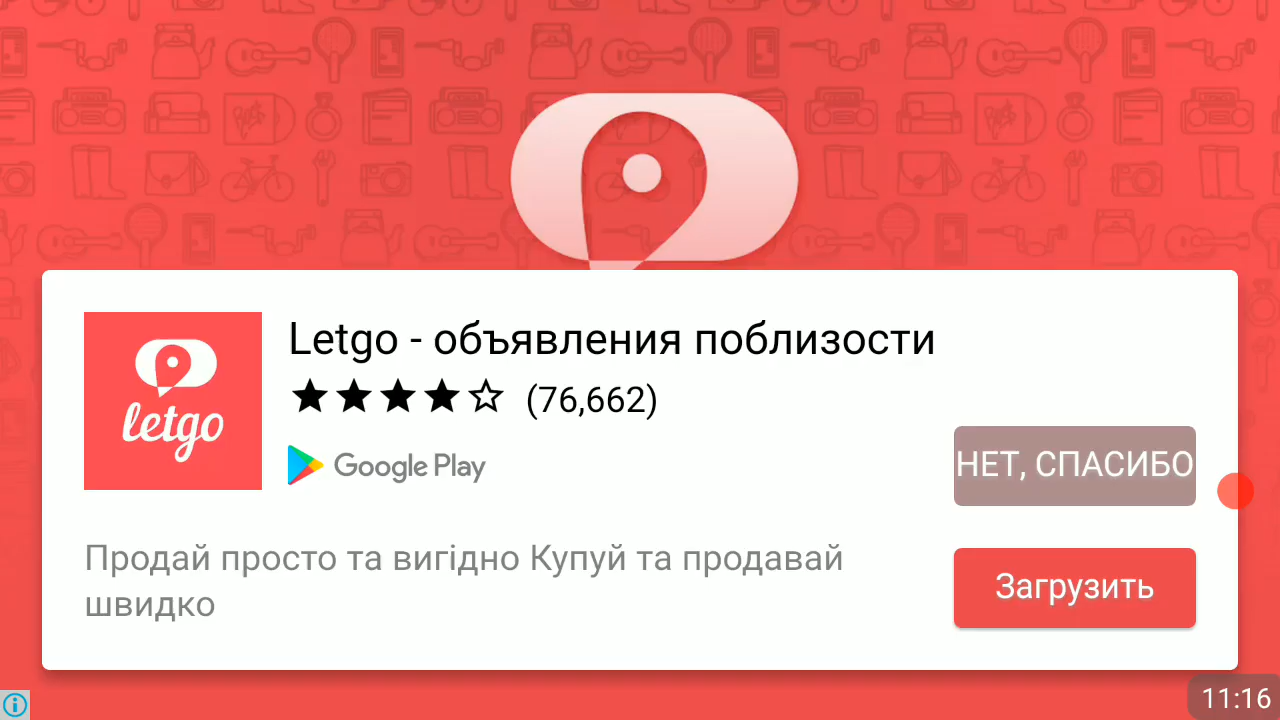 Letgo - объявления поблизости
letgo
(76,662)
Google Play
НЕТ, СПАСИБО
Продай просто та вигідно Купуй та продавай
швидко
Загрузить
11:16